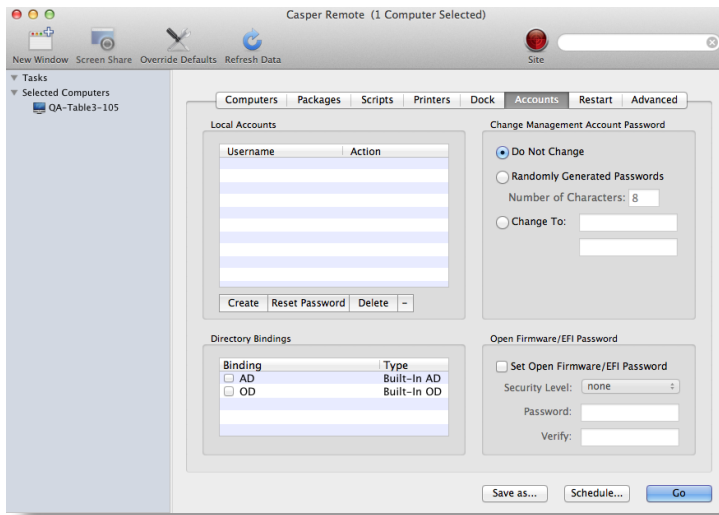 Casper Remote (1 Computer Selected)
New Window Screen Share Override Defaults Refresh Data Site
Tasks
Selected Computers
QA-Table3-105
Computers Packages Scripts Printers Dock Accounts Restart Advanced
Local Accounts
Username Action
Create Reset Password Delete -
Change Management Account Password
Do Not Change
Randomly Generated Passwords
Number of Characters: 8
Change To:
Directory Bindings
Binding Type
AD Built-In AD
OD Built-In OD
Open Firmware/EFI Password
Set Open Firmware/EFI Password
Security Level: none
Password:
Verify:
Save as... Schedule... Go